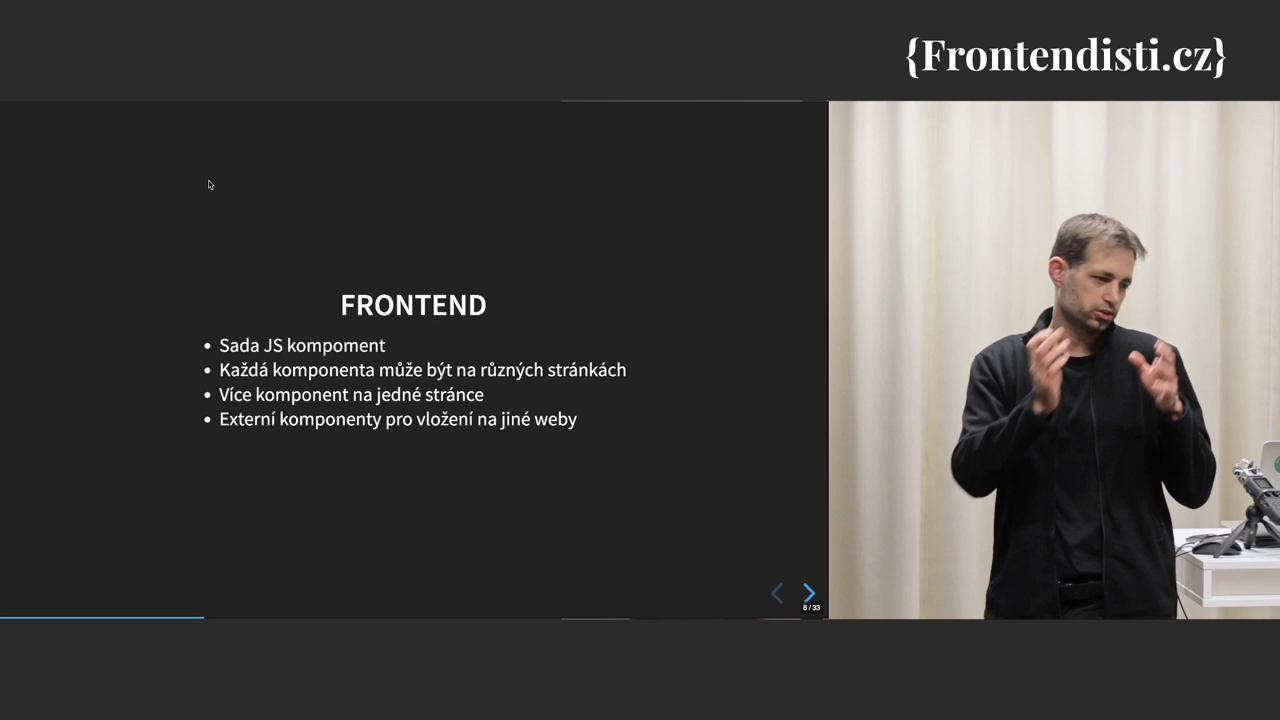 {Frontendisti.cz}
FRONTEND
Sada JS kompoment
Každá komponenta může být na různých stránkách
Více komponent na jedné stránce
Externí komponenty pro vložení na jiné weby
8 / 33